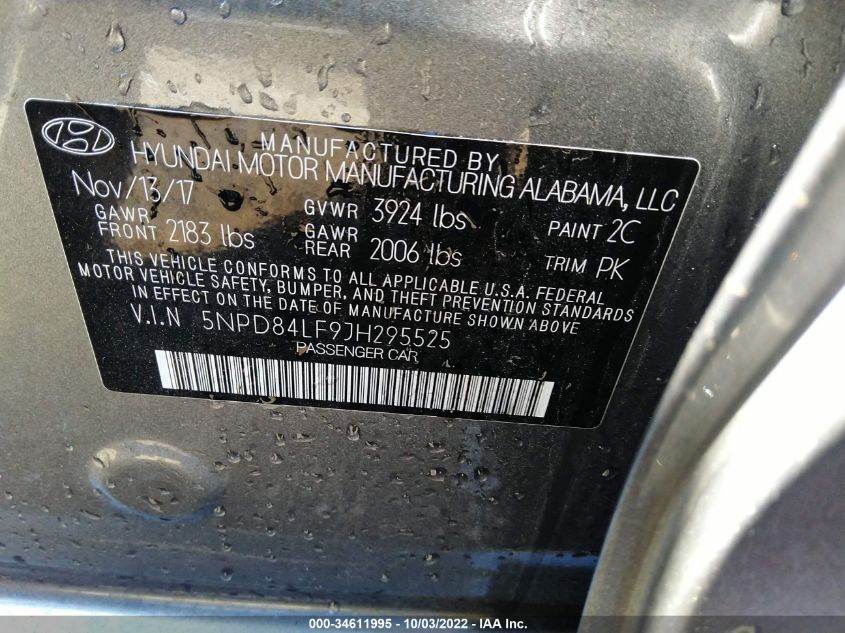 MANUFACTURED BY
HYUNDAI MOTOR MANUFACTURING ALABAMA, LLC
Nov/13/17 GVWR 3924 lbs PAINT 2C
GAWR FRONT 2183 lbs GAWR REAR 2006 lbs TRIM PK
THIS VEHICLE CONFORMS TO ALL APPLICABLE U.S.A. FEDERAL
MOTOR VEHICLE SAFETY, BUMPER, AND THEFT PREVENTION STANDARDS
IN EFFECT ON THE DATE OF MANUFACTURE SHOWN ABOVE.
V.I.N 5NPD84LF9JH295525
PASSENGER CAR
000-34611995 - 10/03/2022 - IAA Inc.